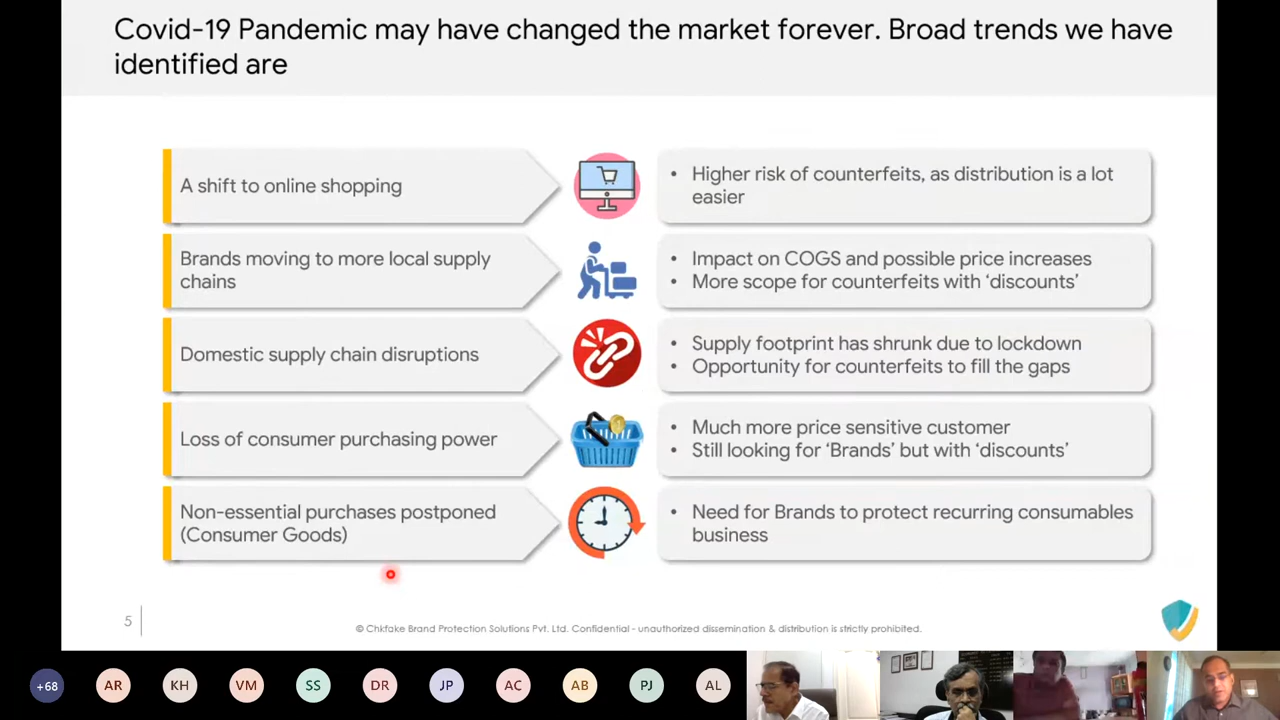 Covid-19 Pandemic may have changed the market forever. Broad trends we have
identified are
A shift to online shopping
• Higher risk of counterfeits, as distribution is a lot
easier
Brands moving to more local supply
chains
• Impact on COGS and possible price increases
• More scope for counterfeits with ‘discounts’
Domestic supply chain disruptions
• Supply footprint has shrunk due to lockdown
• Opportunity for counterfeits to fill the gaps
Loss of consumer purchasing power
• Much more price sensitive customer
• Still looking for ‘Brands’ but with ‘discounts’
Non-essential purchases postponed
(Consumer Goods)
• Need for Brands to protect recurring consumables
business
5
© Chkfake Brand Protection Solutions Pvt. Ltd. Confidential - unauthorized dissemination & distribution is strictly prohibited.
+68
AR
KH
VM
SS
DR
JP
AC
AB
PJ
AL